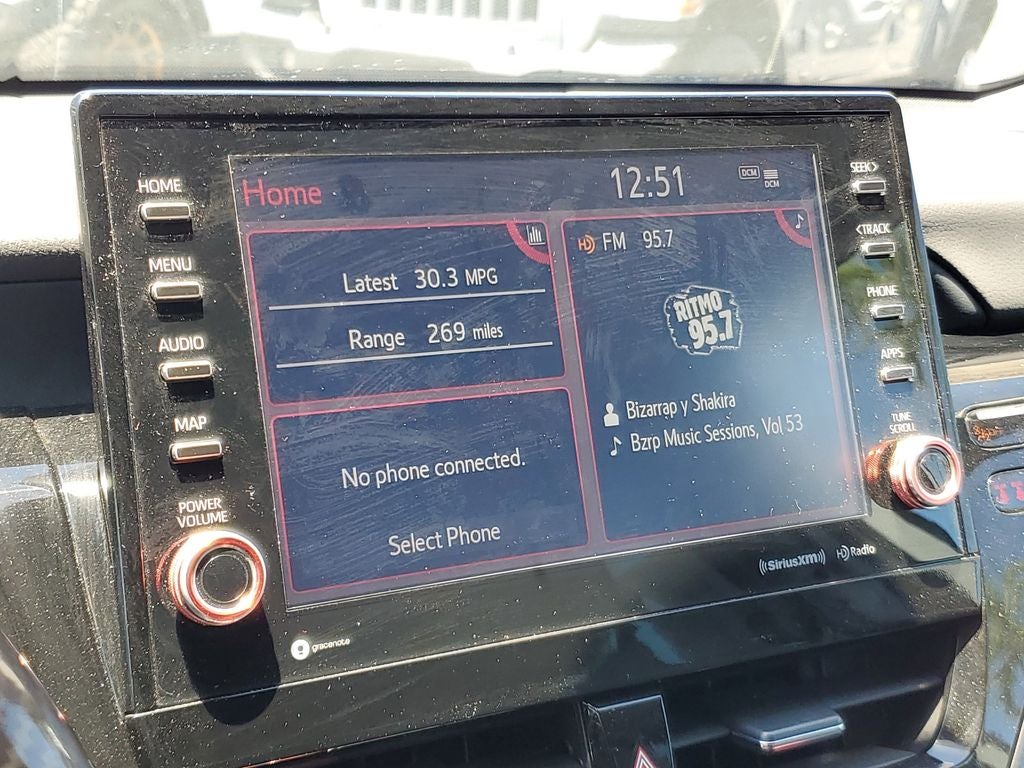 HOME
MENU
AUDIO
MAP
POWER
VOLUME
Home
12:51
DCM
DCM
Latest 30.3 MPG
Range 269 miles
No phone connected.
Select Phone
HD FM 95.7
RITMO
95.7
Bizarrap y Shakira
Bzrp Music Sessions, Vol 53
SEEK>
<TRACK
PHONE
APPS
TUNE
SCROLL
((SiriusXM))
HD Radio
g gracenote